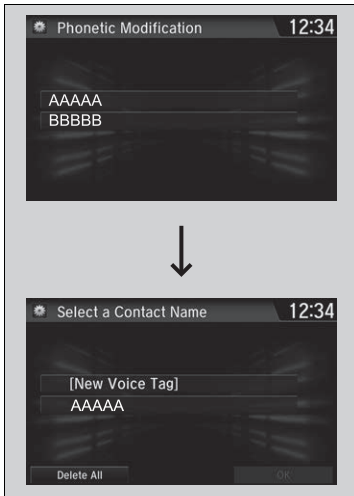 Phonetic Modification 12:34
AAAAA
BBBBB
Select a Contact Name 12:34
[New Voice Tag]
AAAAA
Delete All OK